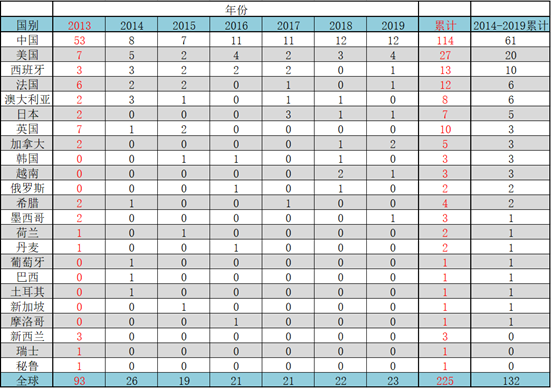 年份
国别 2013 2014 2015 2016 2017 2018 2019 累计 2014-2019累计
中国 53 8 7 11 11 12 12 114 61
美国 7 5 2 4 2 3 4 27 20
西班牙 3 3 2 2 2 0 1 13 10
法国 6 2 2 0 1 0 1 12 6
澳大利亚 2 3 1 0 1 1 0 8 6
日本 2 0 0 0 3 1 1 7 5
英国 7 1 2 0 0 0 0 10 3
加拿大 2 0 0 0 0 1 2 5 3
韩国 0 0 1 1 0 1 0 3 3
越南 0 0 0 0 0 2 1 3 3
俄罗斯 0 0 0 1 0 1 0 2 2
希腊 2 1 0 0 1 0 0 4 2
墨西哥 2 0 0 0 0 0 1 3 1
荷兰 1 0 1 0 0 0 0 2 1
丹麦 1 0 0 1 0 0 0 2 1
葡萄牙 0 1 0 0 0 0 0 1 1
巴西 0 1 0 0 0 0 0 1 1
土耳其 0 1 0 0 0 0 0 1 1
新加坡 0 0 1 0 0 0 0 1 1
摩洛哥 0 0 0 1 0 0 0 1 1
新西兰 3 0 0 0 0 0 0 3 0
瑞士 1 0 0 0 0 0 0 1 0
秘鲁 1 0 0 0 0 0 0 1 0
全球 93 26 19 21 21 22 23 225 132